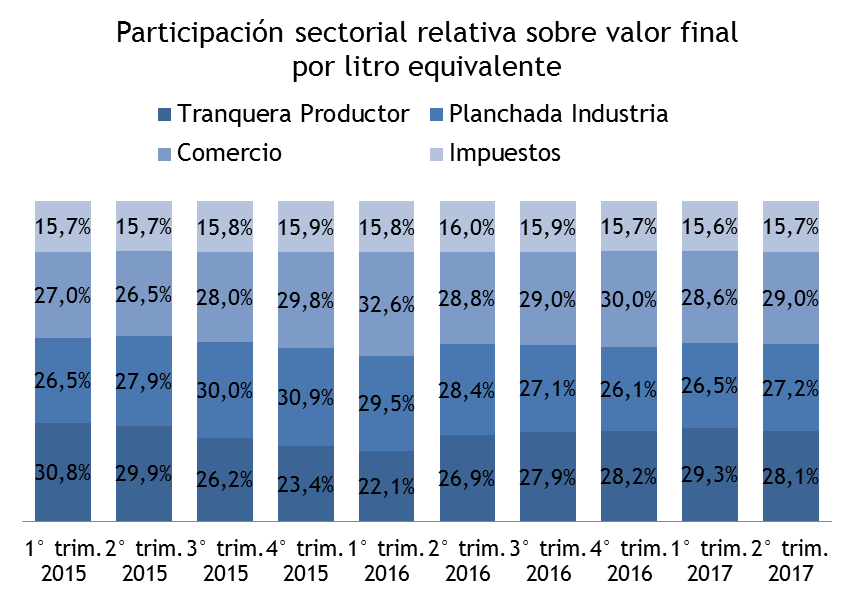 Participación sectorial relativa sobre valor final
por litro equivalente
Tranquera Productor Planchada Industria
Comercio Impuestos
15,7% 15,7% 15,8% 15,9% 15,8% 16,0% 15,9% 15,7% 15,6% 15,7%
27,0% 26,5% 28,0% 29,8% 32,6% 28,8% 29,0% 30,0% 28,6% 29,0%
26,5% 27,9% 30,0% 30,9% 29,5% 28,4% 27,1% 26,1% 26,5% 27,2%
30,8% 29,9% 26,2% 23,4% 22,1% 26,9% 27,9% 28,2% 29,3% 28,1%
1° trim. 2° trim. 3° trim. 4° trim. 1° trim. 2° trim. 3° trim. 4° trim. 1° trim. 2° trim.
2015 2015 2015 2015 2016 2016 2016 2016 2017 2017